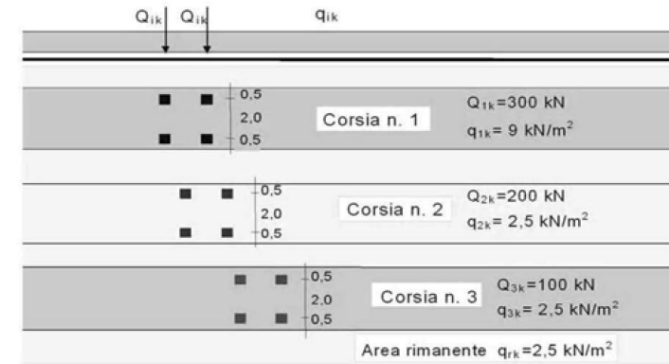 Qik Qik qik
0,5
2,0
0,5
Corsia n. 1
Q1k=300 kN
q1k= 9 kN/m²
0,5
2,0
0,5
Corsia n. 2
Q2k=200 kN
q2k= 2,5 kN/m²
0,5
2,0
0,5
Corsia n. 3
Q3k=100 kN
q3k= 2,5 kN/m²
Area rimanente qrk=2,5 kN/m²